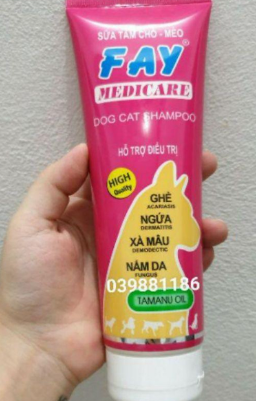 SỮA TẮM CHÓ - MÈO
FAY®
MEDICARE
DOG CAT SHAMPOO
HỖ TRỢ ĐIỀU TRỊ
HIGH
Quality
GHẺ
ACARIASIS
NGỨA
DERMATITIS
XÀ MÂU
DEMODECTIC
NẤM DA
FUNGUS
039881186
TAMANU OIL